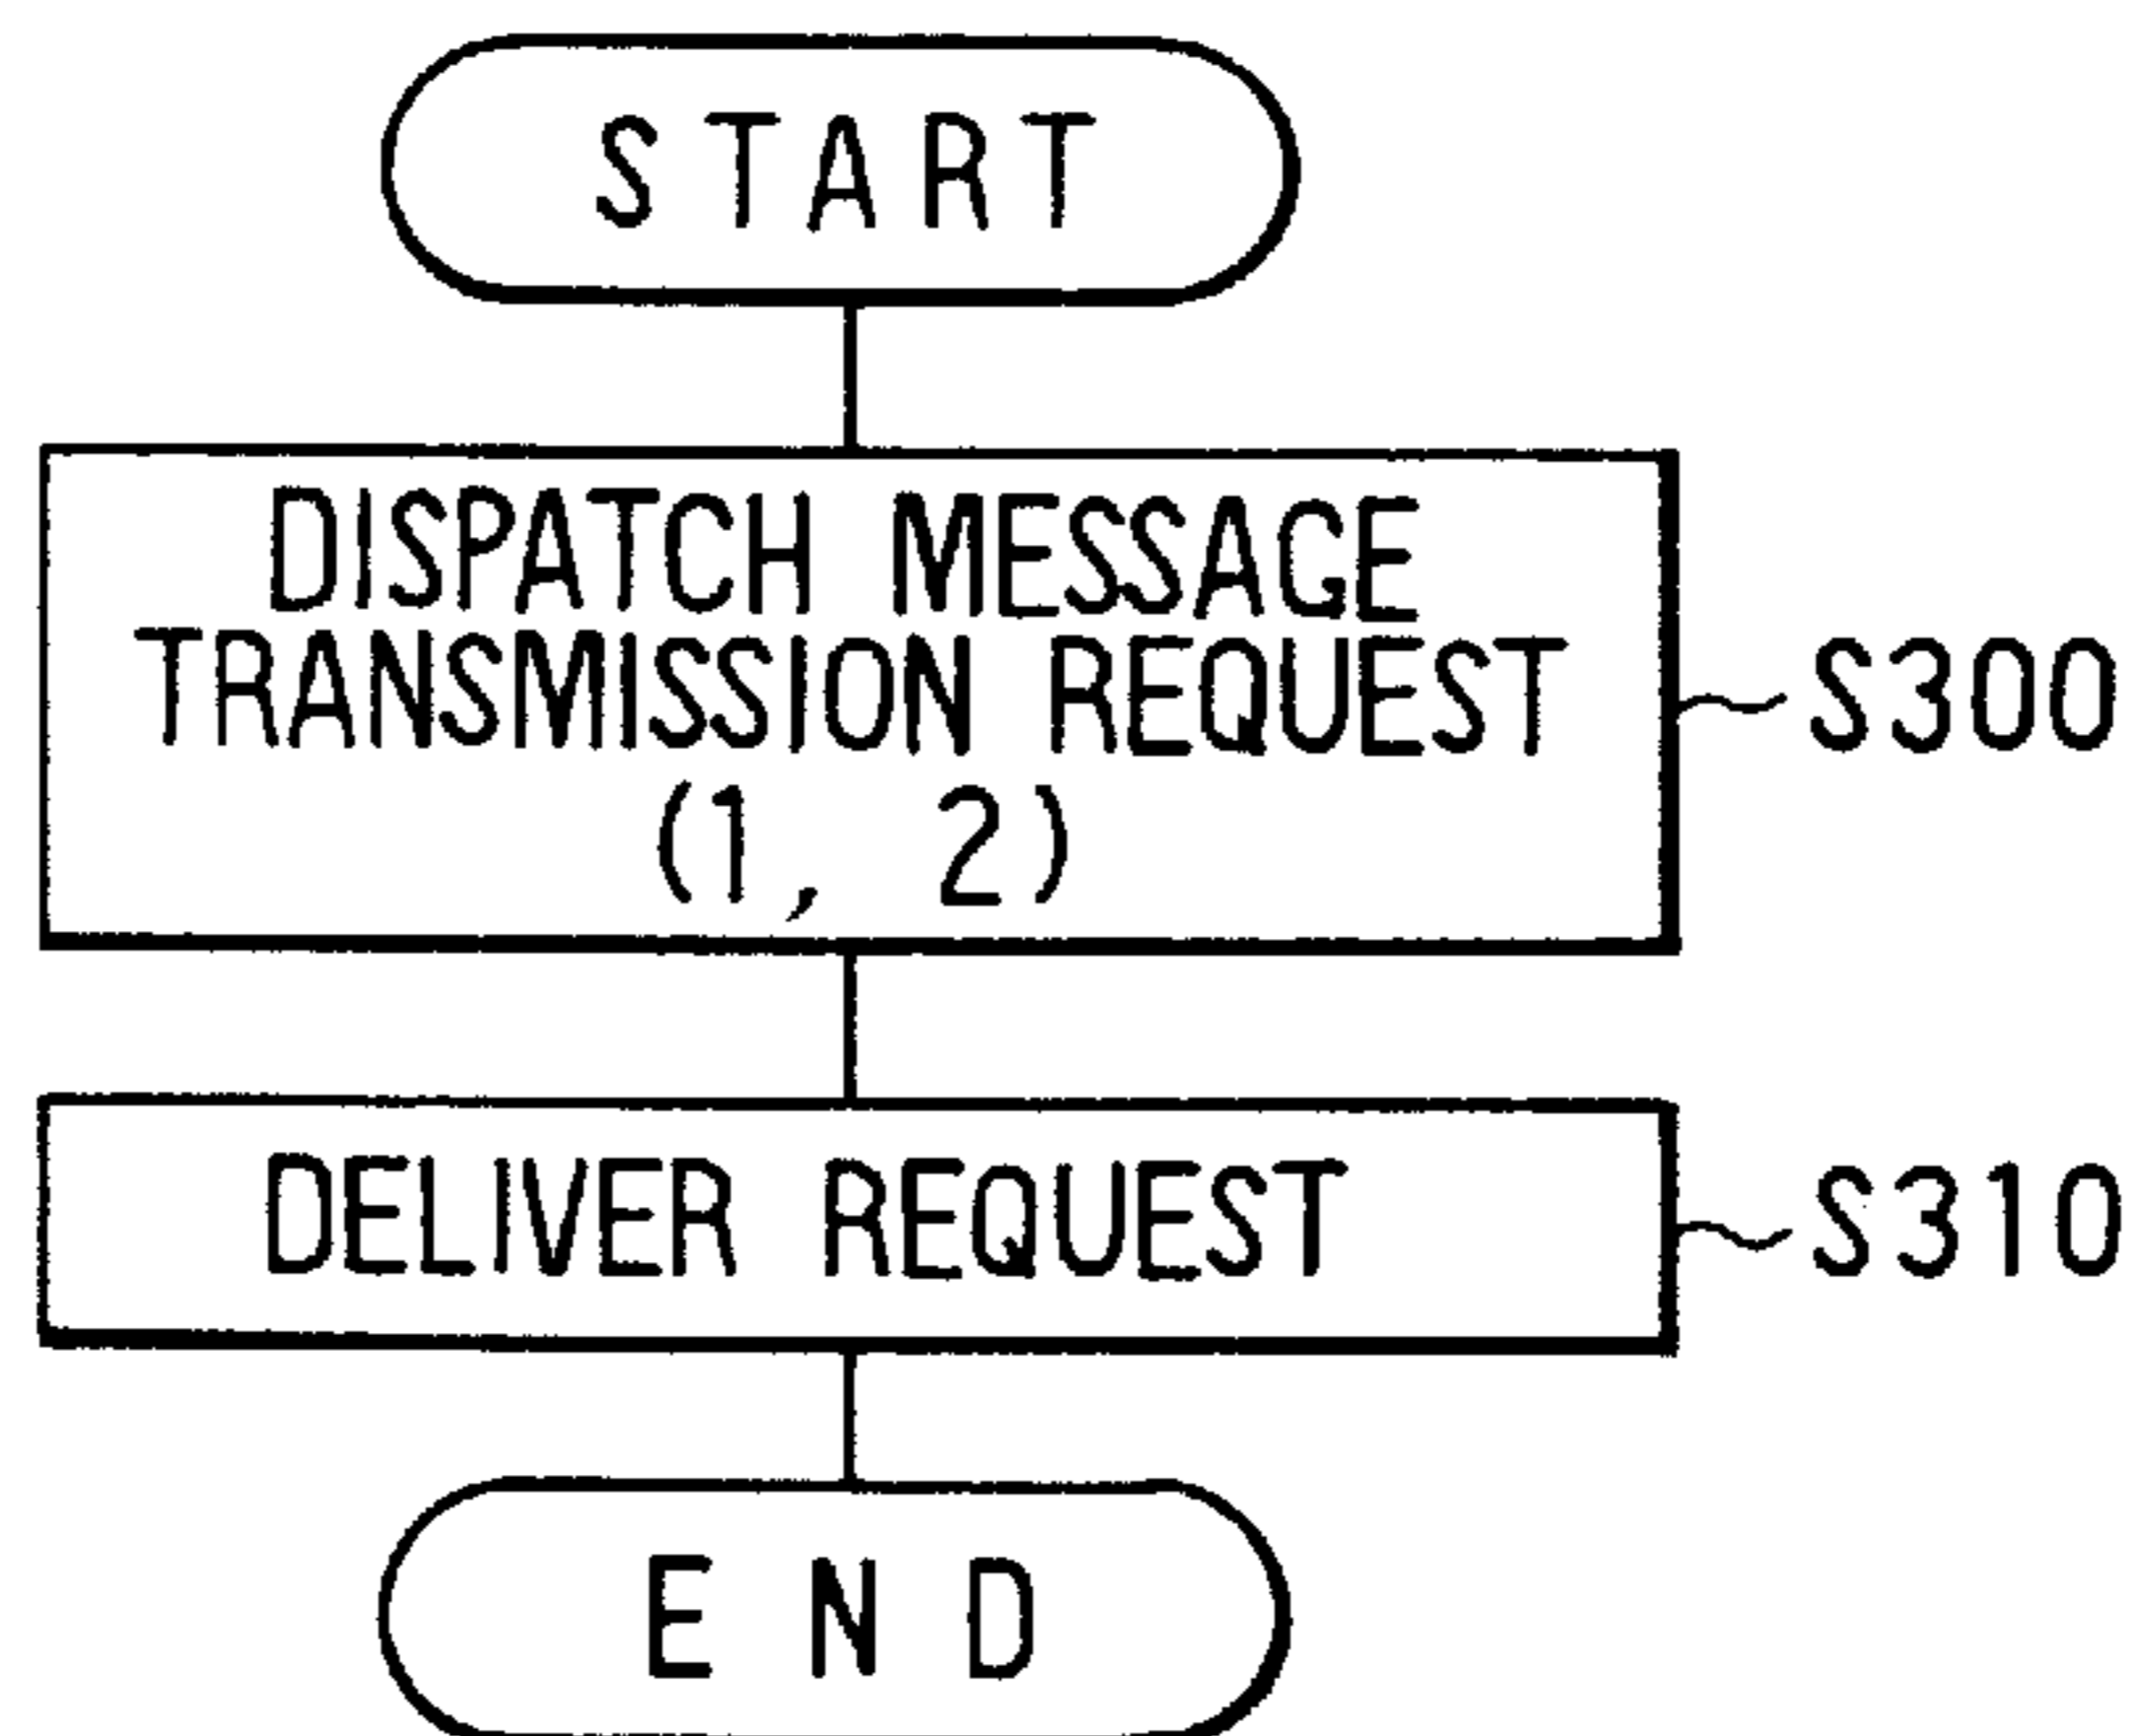 START
DISPATCH MESSAGE
TRANSMISSION REQUEST
(1, 2)
S300
DELIVER REQUEST
S310
END